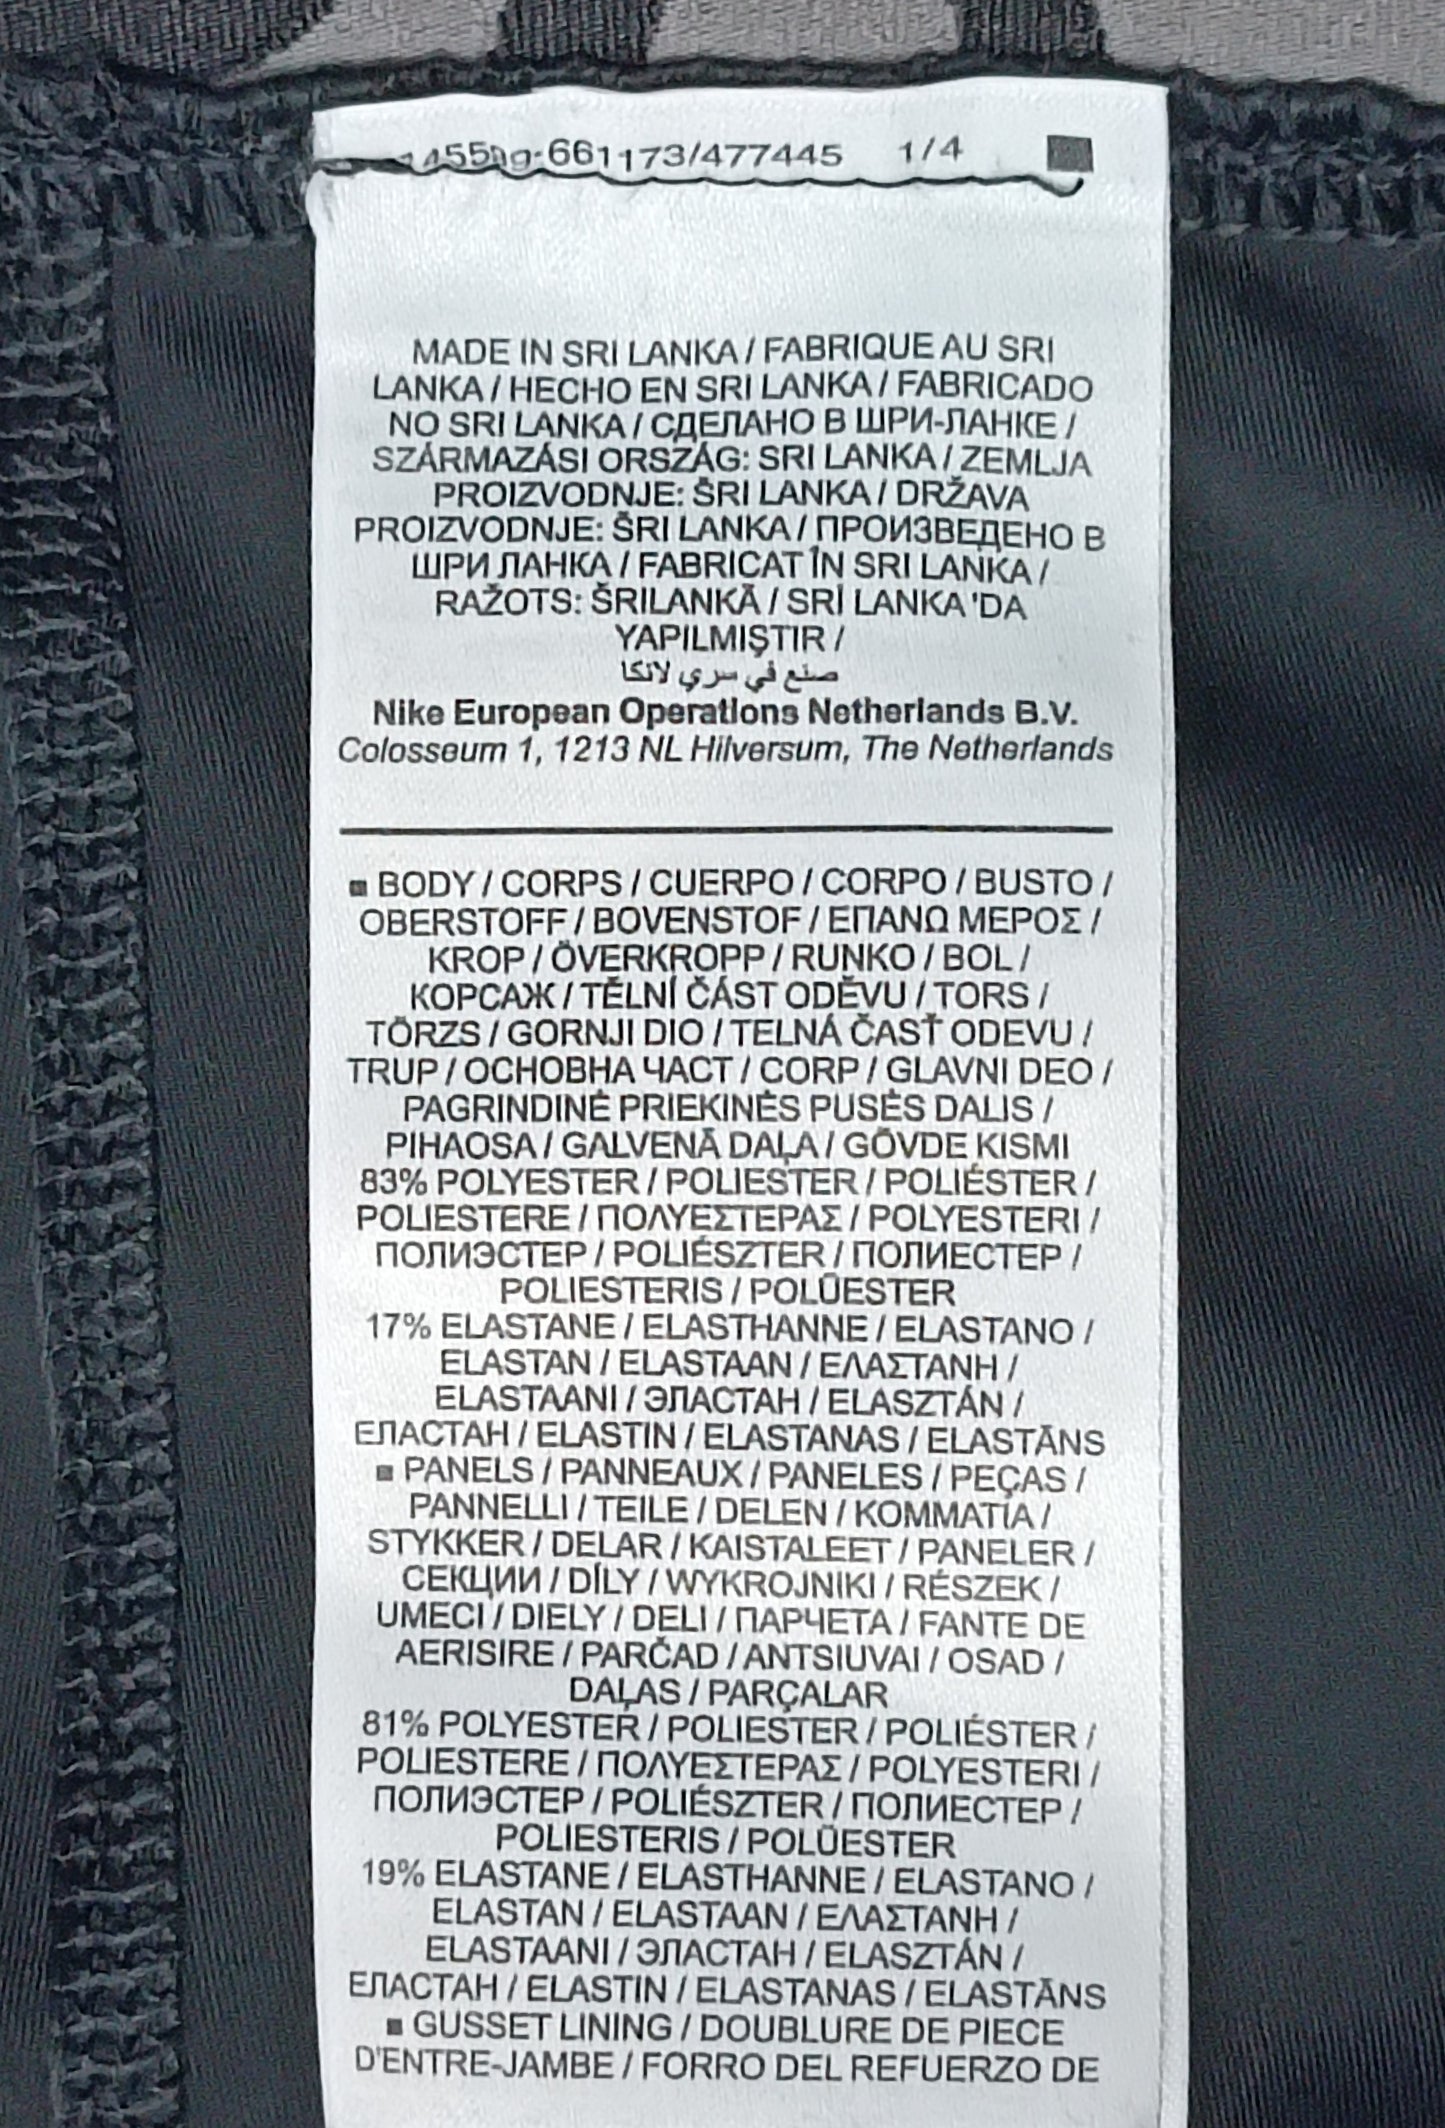 661173/477445 1/4
MADE IN SRI LANKA / FABRIQUE AU SRI
LANKA / HECHO EN SRI LANKA / FABRICADO
NO SRI LANKA / СДЕЛАНО В ШРИ-ЛАНКЕ /
SZÁRMAZÁSI ORSZÁG: SRI LANKA / ZEMLJA
PROIZVODNJE: ŠRI LANKA / DRŽAVA
PROIZVODNJE: ŠRI LANKA / ПРОИЗВЕДЕНО В
ШРИ ЛАНКА / FABRICAT ÎN SRI LANKA /
RAŽOTS: ŠRILANKĀ / SRİ LANKA 'DA
YAPILMIŞTIR /
صنع في سري لانكا
Nike European Operations Netherlands B.V.
Colosseum 1, 1213 NL Hilversum, The Netherlands
BODY / CORPS / CUERPO / CORPO / BUSTO /
OBERSTOFF / BOVENSTOF / ΕΠΑΝΩ ΜΕΡΟΣ /
KROP / ÖVERKROPP / RUNKO / BOL /
КОРСАЖ / TĚLNÍ ČÁST ODĚVU / TORS /
TÖRZS / GORNJI DIO / TELNÁ ČASŤ ODEVU /
TRUP / ОСНОВНА ЧАСТ / CORP / GLAVNI DEO /
PAGRINDINĖ PRIEKINĖS PUSĖS DALIS /
PIHAOSA / GALVENĀ DAĻA / GÖVDE KISMI
83% POLYESTER / POLIESTER / POLIÉSTER /
POLIESTERE / ΠΟΛΥΕΣΤΕΡΑΣ / POLYESTERI /
ПОЛИЭСТЕР / POLIÉSZTER / ПОЛИЕСТЕР /
POLIESTERIS / POLÜESTER
17% ELASTANE / ELASTHANNE / ELASTANO /
ELASTAN / ELASTAAN / ΕΛΑΣΤΑΝΗ /
ELASTAANI / ЭЛАСТАН / ELASZTÁN /
ЕЛАСТАН / ELASTIN / ELASTANAS / ELASTĀNS
PANELS / PANNEAUX / PANELES / PEÇAS /
PANNELLI / TEILE / DELEN / ΚΟΜΜΑΤΙΑ /
STYKKER / DELAR / KAISTALEET / PANELER /
СЕКЦИИ / DÍLY / WYKROJNIKI / RÉSZEK /
UMECI / DIELY / DELI / ПАРЧЕТА / FANTE DE
AERISIRE / PARČAD / ANTSIUVAI / OSAD /
DAĻAS / PARÇALAR
81% POLYESTER / POLIESTER / POLIÉSTER /
POLIESTERE / ΠΟΛΥΕΣΤΕΡΑΣ / POLYESTERI /
ПОЛИЭСТЕР / POLIÉSZTER / ПОЛИЕСТЕР /
POLIESTERIS / POLÜESTER
19% ELASTANE / ELASTHANNE / ELASTANO /
ELASTAN / ELASTAAN / ΕΛΑΣΤΑΝΗ /
ELASTAANI / ЭЛАСТАН / ELASZTÁN /
ЕЛАСТАН / ELASTIN / ELASTANAS / ELASTĀNS
GUSSET LINING / DOUBLURE DE PIECE
D'ENTRE-JAMBE / FORRO DEL REFUERZO DE